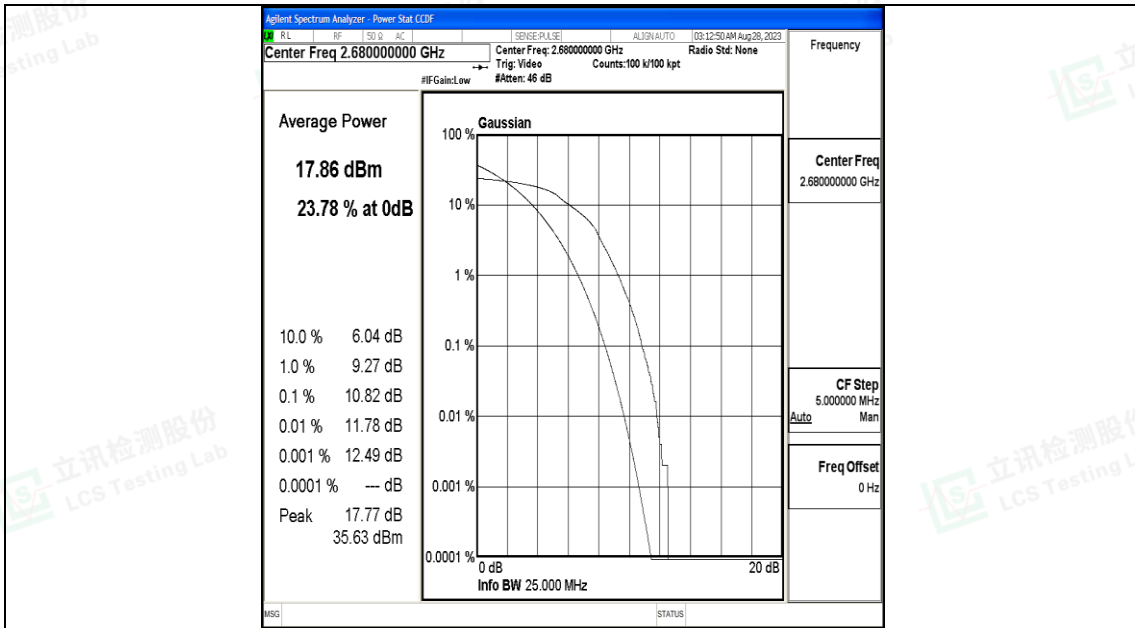 Agilent Spectrum Analyzer - Power Stat CCDF
RL RF 50 Ω AC SENSE:PULSE ALIGN AUTO 03:12:50 AM Aug 28, 2023
Center Freq 2.680000000 GHz
Center Freq: 2.680000000 GHz
Radio Std: None
Trig: Video Counts:100 k/100 kpt
#IFGain:Low #Atten: 46 dB
Frequency
Average Power
17.86 dBm
23.78 % at 0dB
10.0 % 6.04 dB
1.0 % 9.27 dB
0.1 % 10.82 dB
0.01 % 11.78 dB
0.001 % 12.49 dB
0.0001 % --- dB
Peak 17.77 dB
35.63 dBm
Gaussian
100 %
10 %
1 %
0.1 %
0.01 %
0.001 %
0.0001 %
0 dB 20 dB
Info BW 25.000 MHz
Center Freq
2.680000000 GHz
CF Step
5.000000 MHz
Auto Man
Freq Offset
0 Hz
MSG STATUS
立讯检测股份
LCS Testing Lab